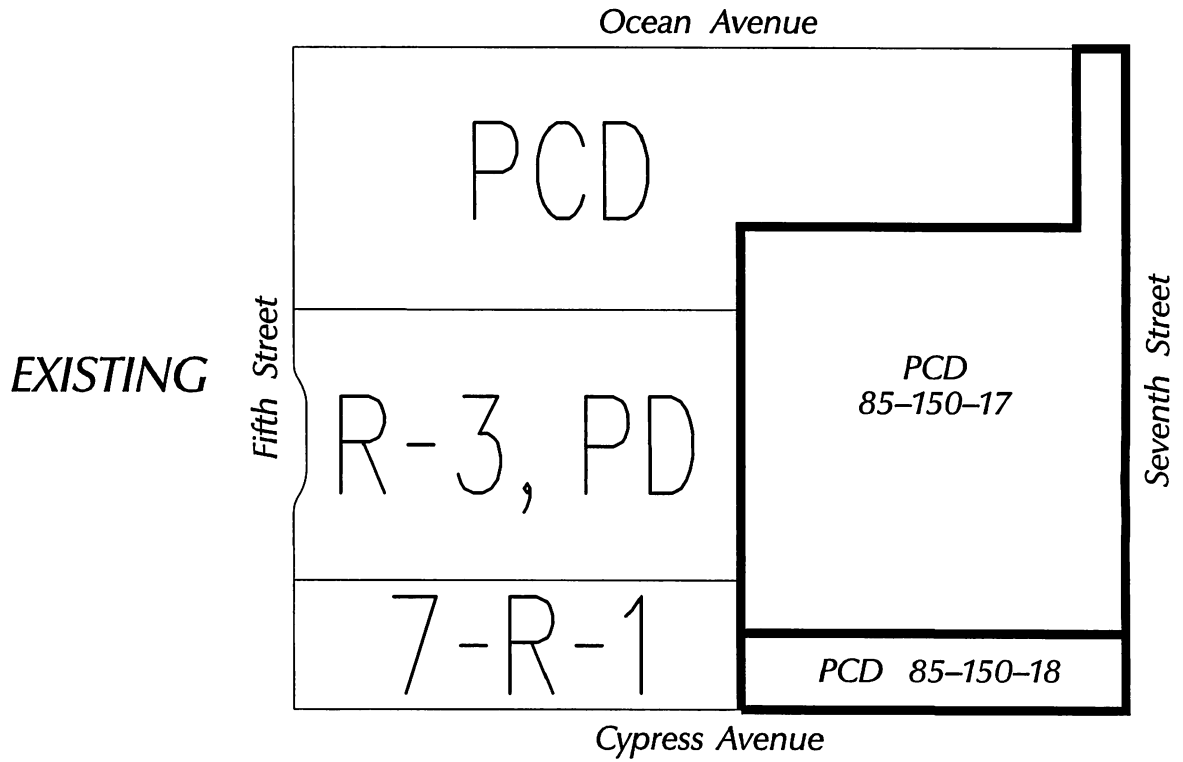 Ocean Avenue
PCD
EXISTING
Fifth Street
R-3, PD
PCD
85–150–17
Seventh Street
7-R-1
PCD 85–150–18
Cypress Avenue